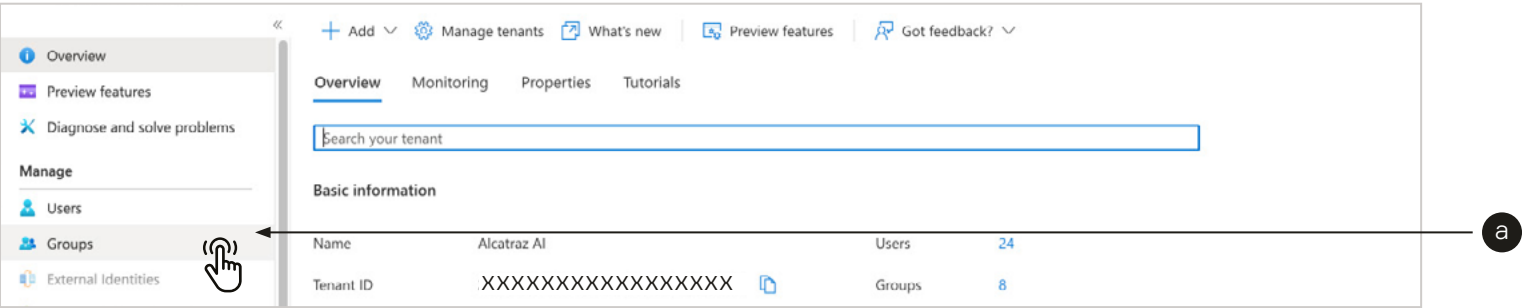 Add
Manage tenants
What's new
Preview features
Got feedback?
Overview
Preview features
Diagnose and solve problems
Manage
Users
Groups
External Identities
Overview
Monitoring
Properties
Tutorials
Search your tenant
Basic information
Name
Alcatraz AI
Users
24
Tenant ID
XXXXXXXXXXXXXXXXX
Groups
8
a